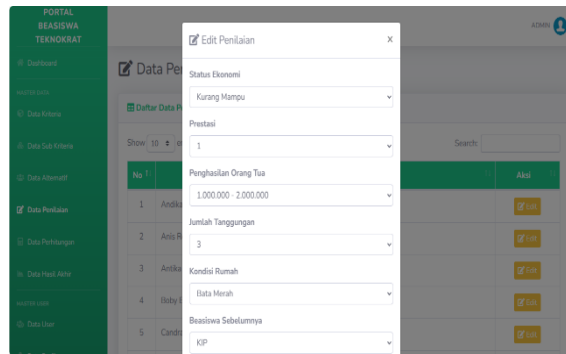 PORTAL
BEASISWA
TEKNOKRAT
ADMIN
Dashboard
MASTER DATA
Data Kriteria
Data Sub Kriteria
Data Alternatif
Data Penilaian
Data Perhitungan
Data Hasil Akhir
MASTER USER
Data User
Data Pen
Daftar Data P
Show 10
Search:
No
Aksi
1 Andika Edit
2 Anis R Edit
3 Antika Edit
4 Boby Edit
5 Candra Edit
Edit Penilaian
X
Status Ekonomi
Kurang Mampu
Prestasi
1
Penghasilan Orang Tua
1.000.000 - 2.000.000
Jumlah Tanggungan
3
Kondisi Rumah
Bata Merah
Beasiswa Sebelumnya
KIP